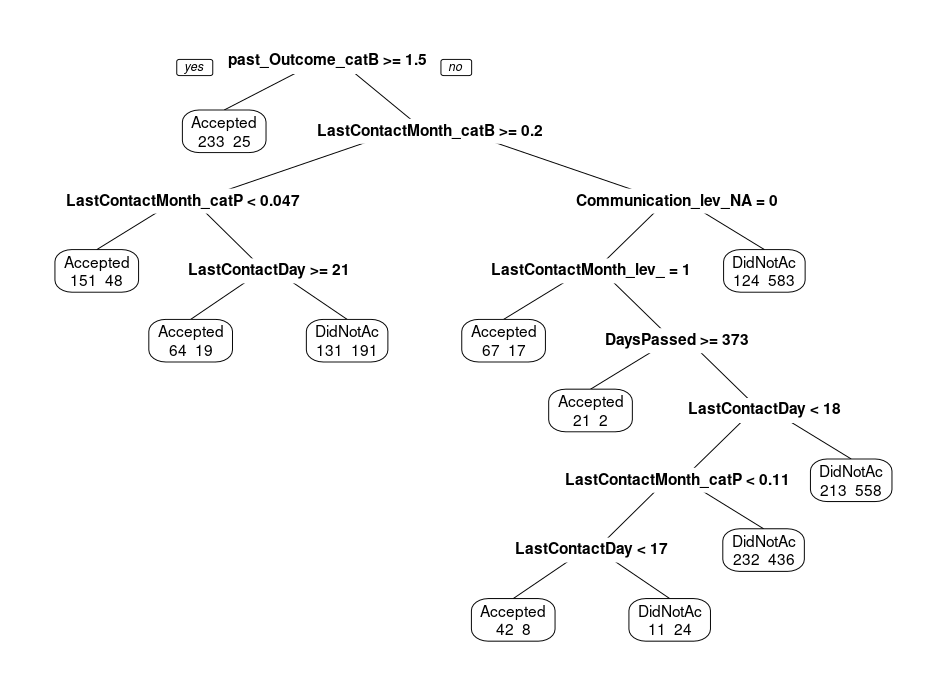 yes past_Outcome_catB >= 1.5 no
Accepted
233 25
LastContactMonth_catB >= 0.2
LastContactMonth_catP < 0.047
Communication_lev_NA = 0
Accepted
151 48
LastContactDay >= 21
LastContactMonth_lev_ = 1
DidNotAc
124 583
Accepted
64 19
DidNotAc
131 191
Accepted
67 17
DaysPassed >= 373
Accepted
21 2
LastContactDay < 18
LastContactMonth_catP < 0.11
DidNotAc
213 558
LastContactDay < 17
DidNotAc
232 436
Accepted
42 8
DidNotAc
11 24